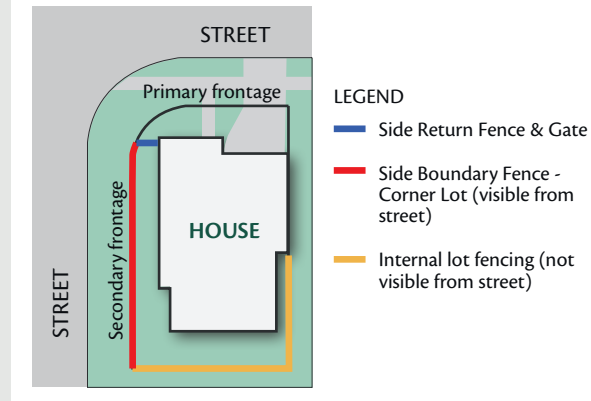 STREET
Primary frontage
Secondary frontage
HOUSE
STREET
LEGEND
Side Return Fence & Gate
Side Boundary Fence -
Corner Lot (visible from
street)
Internal lot fencing (not
visible from street)